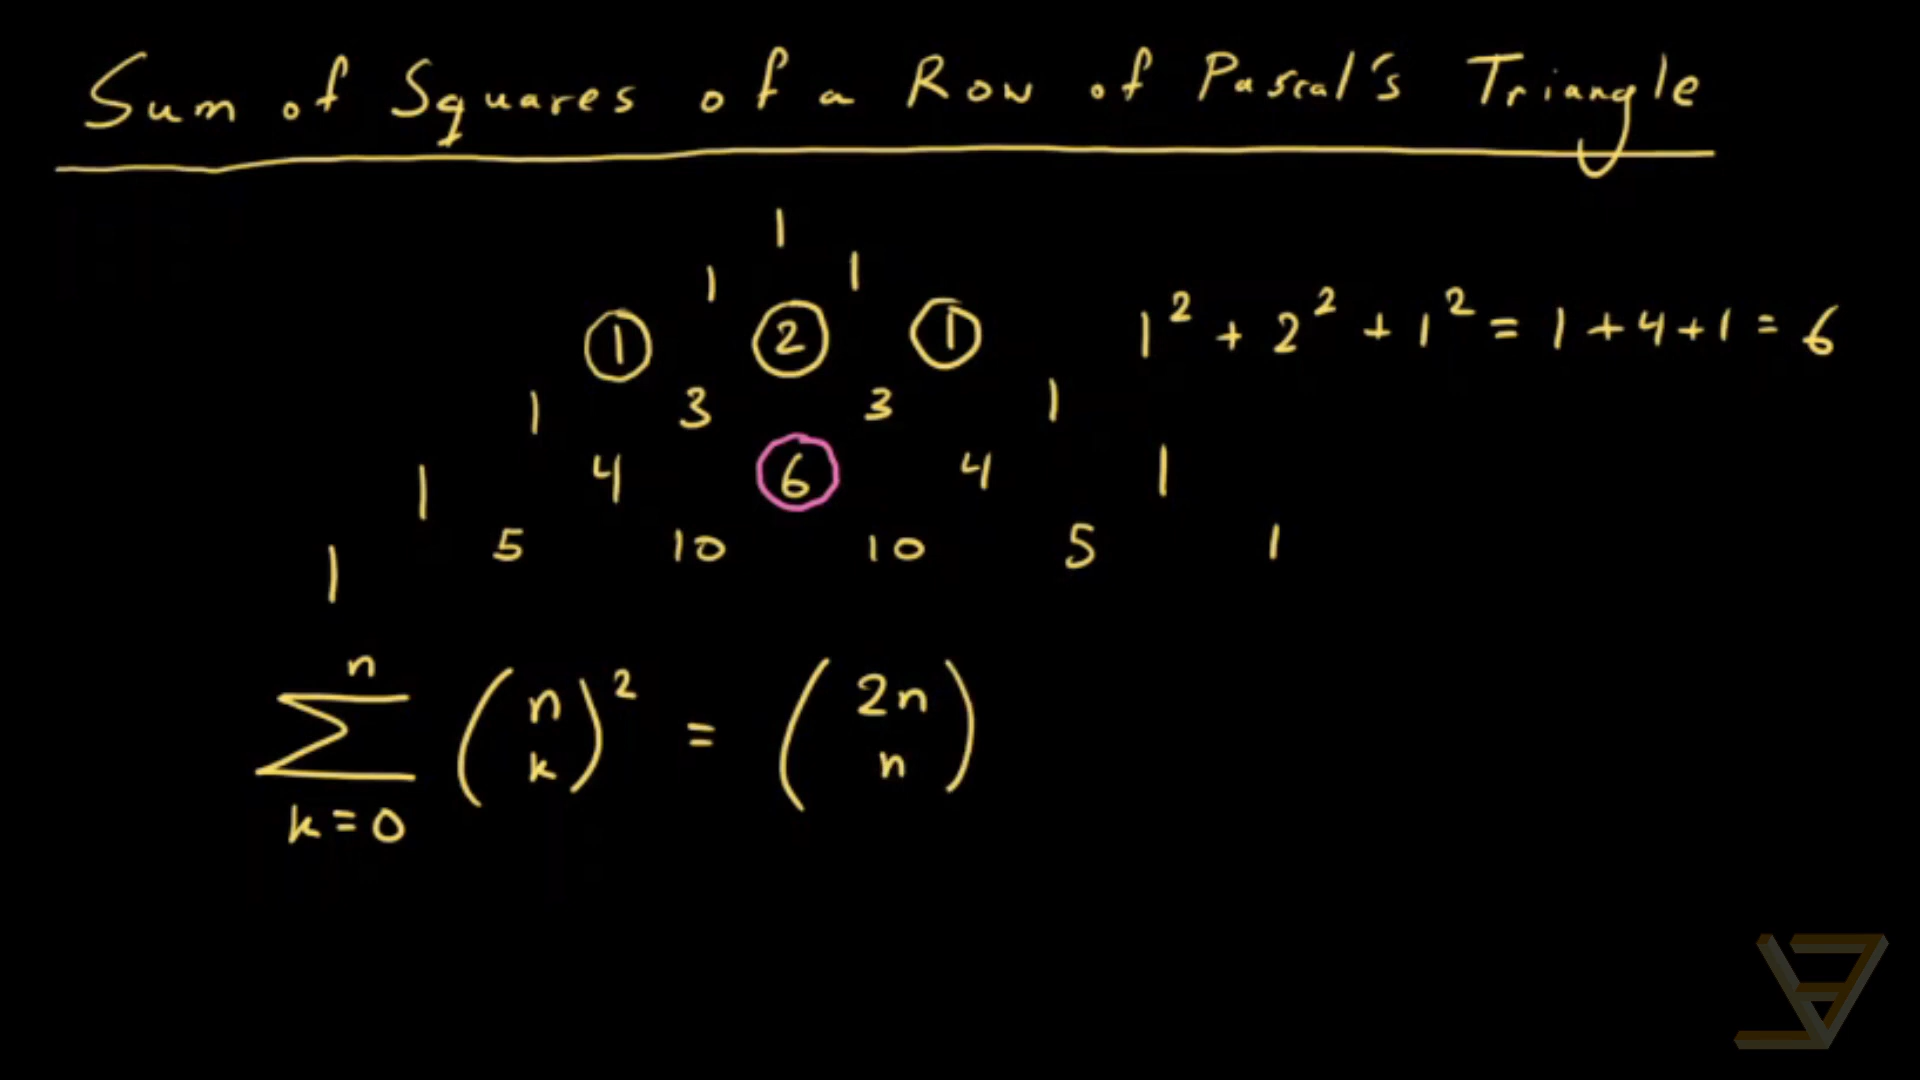 Sum of Squares of a Row of Pascal's Triangle
1
1 1
1 2 1 1² + 2² + 1² = 1 + 4 + 1 = 6
1 3 3 1
1 4 6 4 1
1 5 10 10 5 1
n
∑ (n k)² = (2n n)
k=0